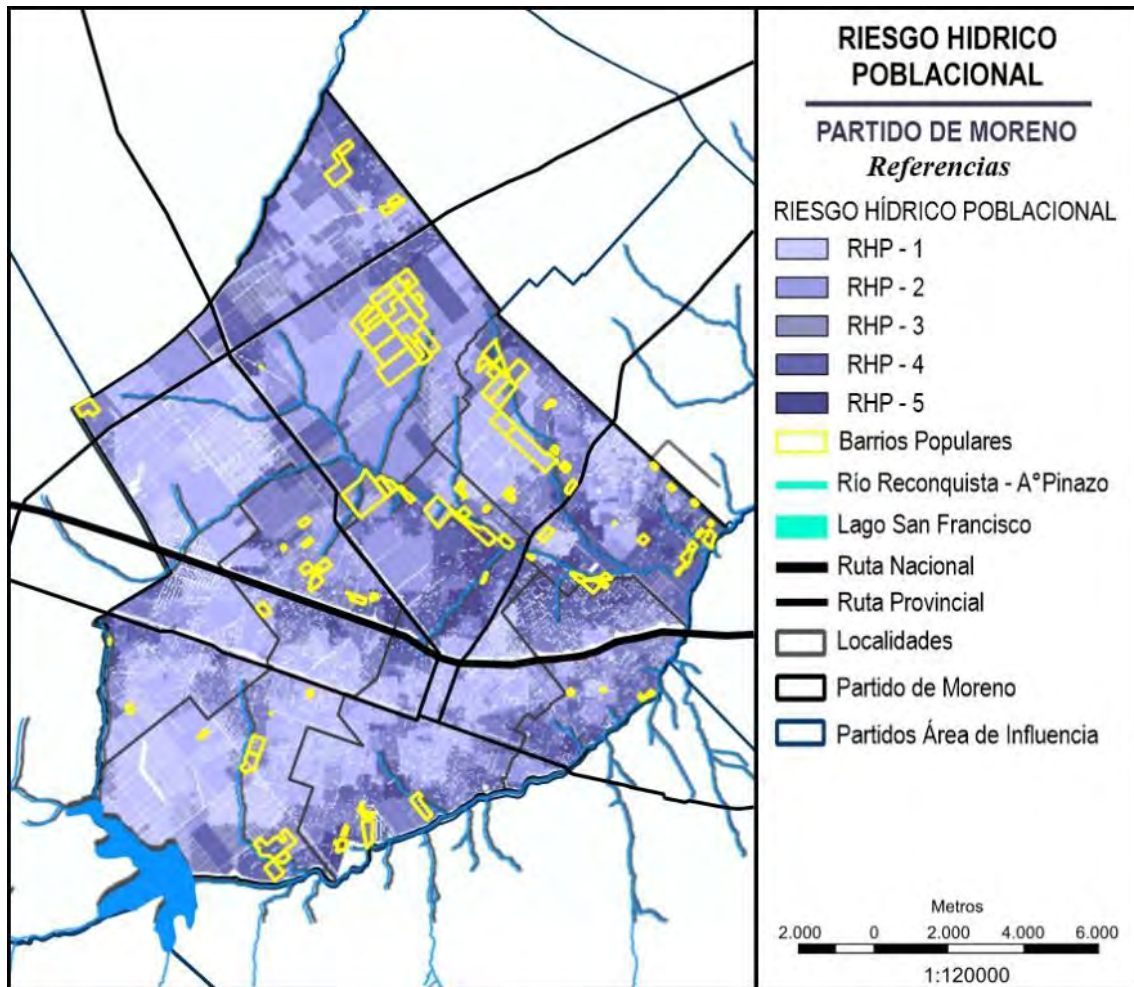 RIESGO HIDRICO
POBLACIONAL
PARTIDO DE MORENO
Referencias
RIESGO HÍDRICO POBLACIONAL
RHP - 1
RHP - 2
RHP - 3
RHP - 4
RHP - 5
Barrios Populares
Río Reconquista - A°Pinazo
Lago San Francisco
Ruta Nacional
Ruta Provincial
Localidades
Partido de Moreno
Partidos Área de Influencia
Metros
2.000 0 2.000 4.000 6.000
1:120000